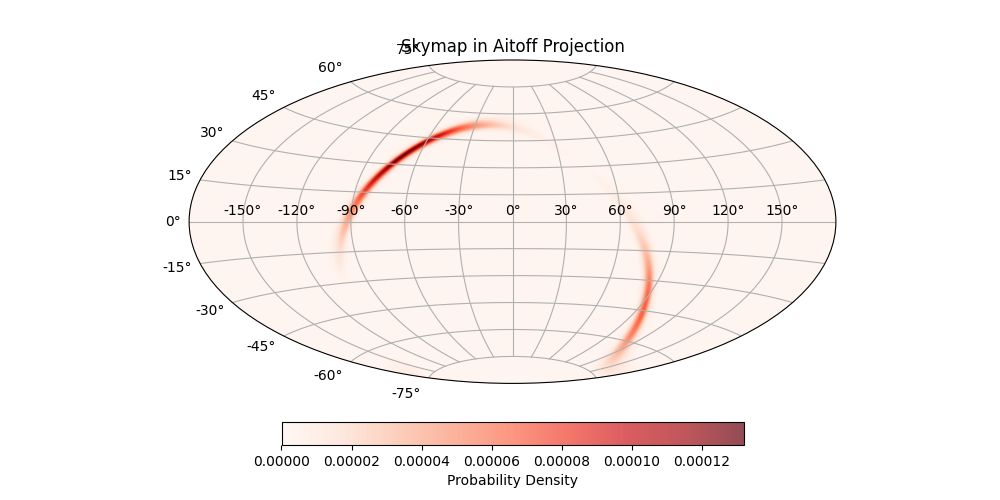 Skymap in Aitoff Projection
75°
60°
45°
30°
15°
-150° -120° -90° -60° -30° 0° 30° 60° 90° 120° 150°
0°
-15°
-30°
-45°
-60°
-75°
0.00000 0.00002 0.00004 0.00006 0.00008 0.00010 0.00012
Probability Density